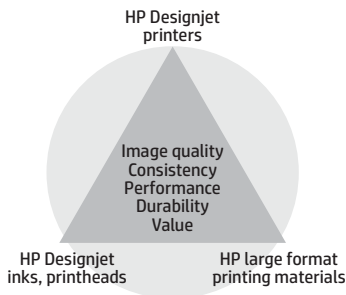 HP Designjet
printers
Image quality
Consistency
Performance
Durability
Value
HP Designjet
inks, printheads
HP large format
printing materials